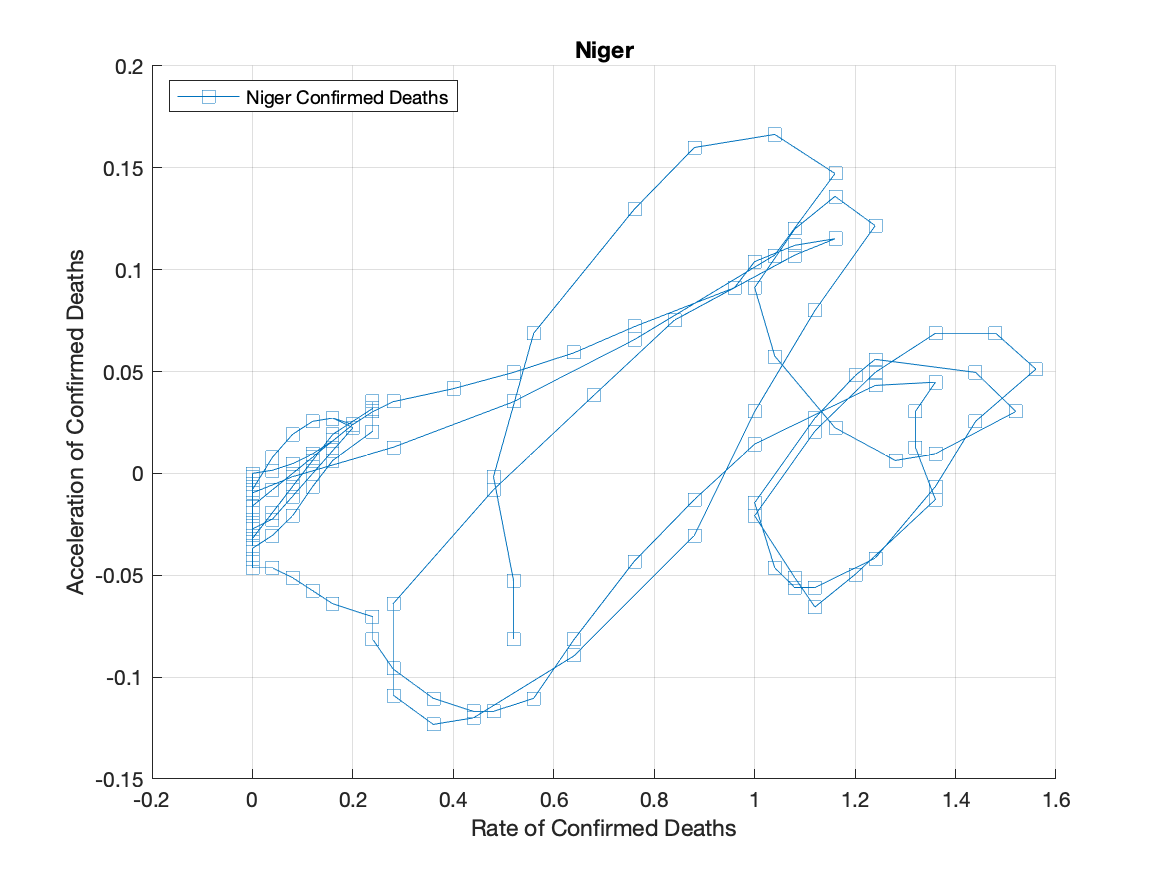 Niger
Niger Confirmed Deaths
0.2
0.15
0.1
0.05
0
-0.05
-0.1
-0.15
Acceleration of Confirmed Deaths
-0.2 0 0.2 0.4 0.6 0.8 1 1.2 1.4 1.6
Rate of Confirmed Deaths